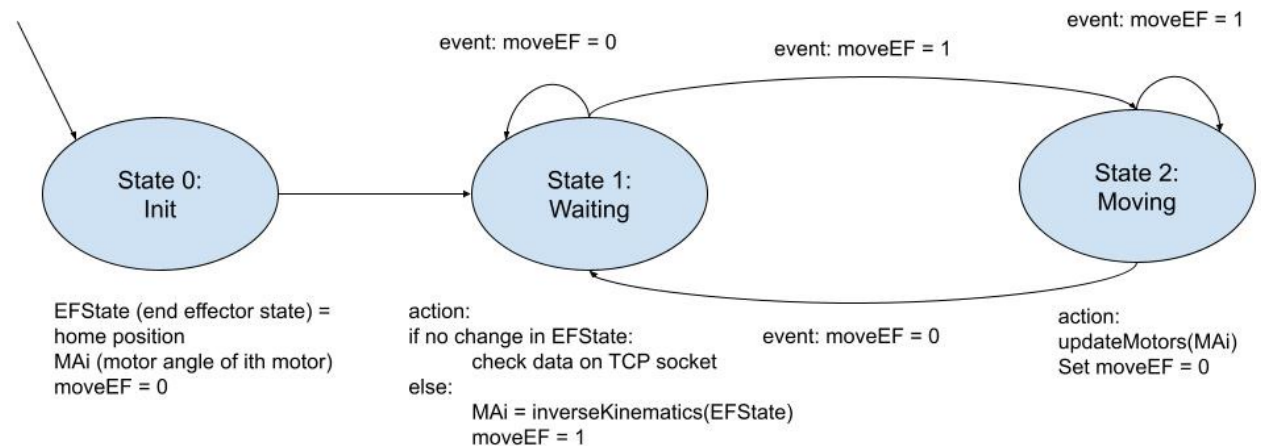 event: moveEF = 0
event: moveEF = 1
event: moveEF = 1
State 0:
Init
State 1:
Waiting
State 2:
Moving
EFState (end effector state) =
home position
MAi (motor angle of ith motor)
moveEF = 0
action:
if no change in EFState:
check data on TCP socket
else:
MAi = inverseKinematics(EFState)
moveEF = 1
event: moveEF = 0
action:
updateMotors(MAi)
Set moveEF = 0